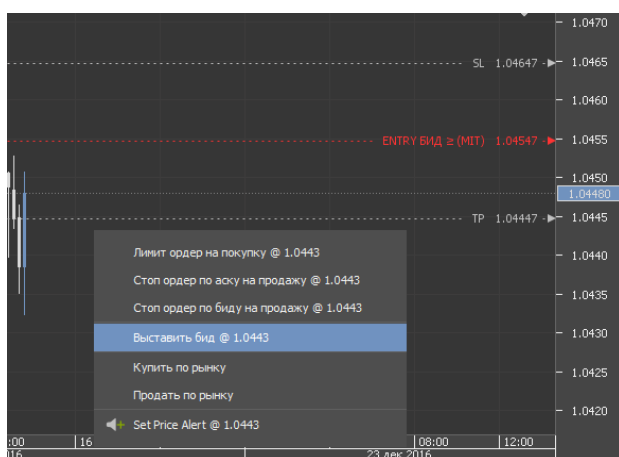 1.0470
SL 1.04647
1.0465
1.0460
ENTRY БИД ≥ (MIT) 1.04547
1.0455
1.0450
1.04480
TP 1.04447
1.0445
Лимит ордер на покупку @ 1.0443
1.0440
Стоп ордер по аску на продажу @ 1.0443
1.0435
Стоп ордер по биду на продажу @ 1.0443
Выставить бид @ 1.0443
1.0430
Купить по рынку
1.0425
Продать по рынку
1.0420
Set Price Alert @ 1.0443
:00 16 08:00 12:00
016 23 дек 2016